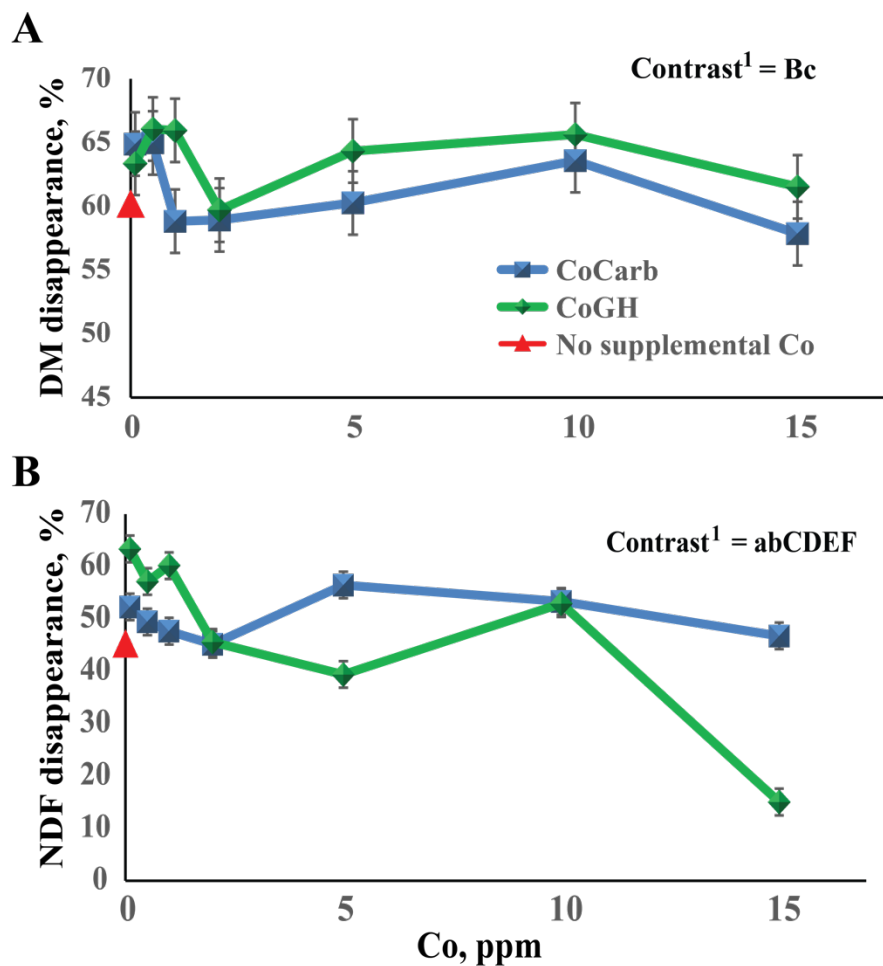 A
Contrast¹ = Bc
DM disappearance, %
70
65
60
55
50
45
0
5
10
15
CoCarb
CoGH
No supplemental Co
B
Contrast¹ = abCDEF
NDF disappearance, %
70
60
50
40
30
20
10
0
0
5
10
15
Co, ppm